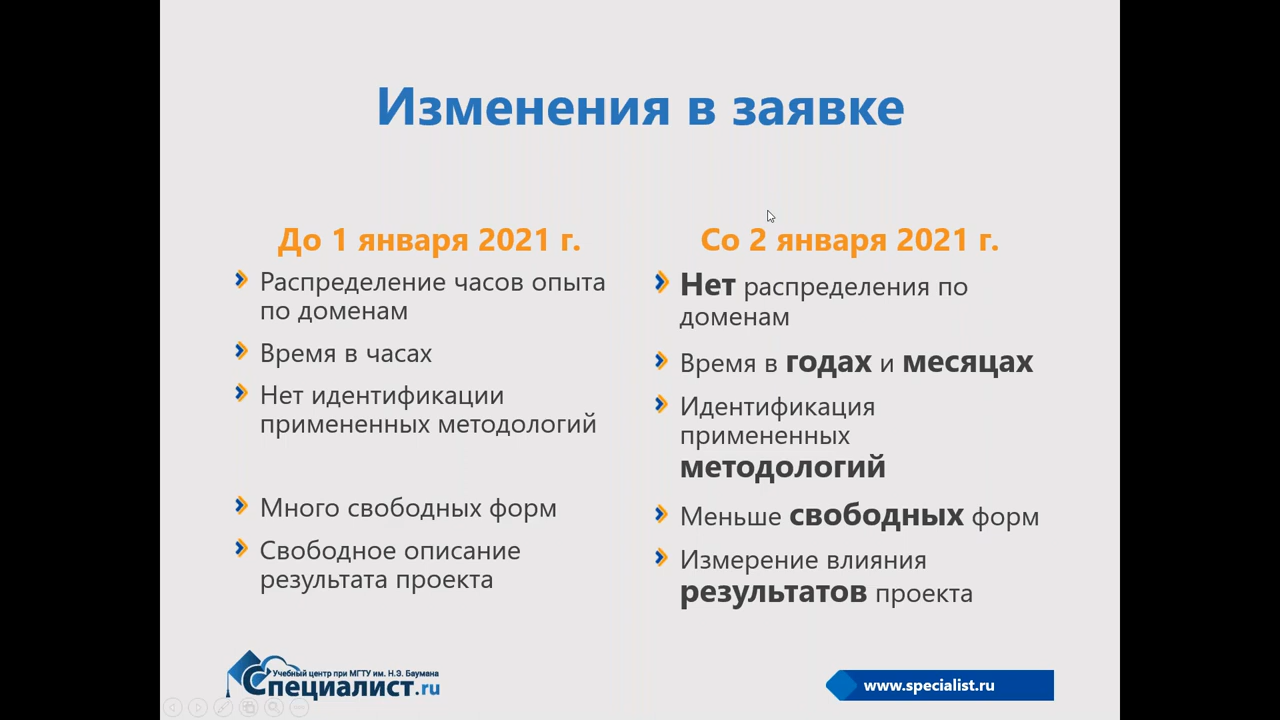 Изменения в заявке
До 1 января 2021 г.
Распределение часов опыта
по доменам
Время в часах
Нет идентификации
примененных методологий
Много свободных форм
Свободное описание
результата проекта
Со 2 января 2021 г.
Нет распределения по
доменам
Время в годах и месяцах
Идентификация
примененных
методологий
Меньше свободных форм
Измерение влияния
результатов проекта
Учебный центр при МГТУ им. Н.Э. Баумана
Специалист.ru
www.specialist.ru